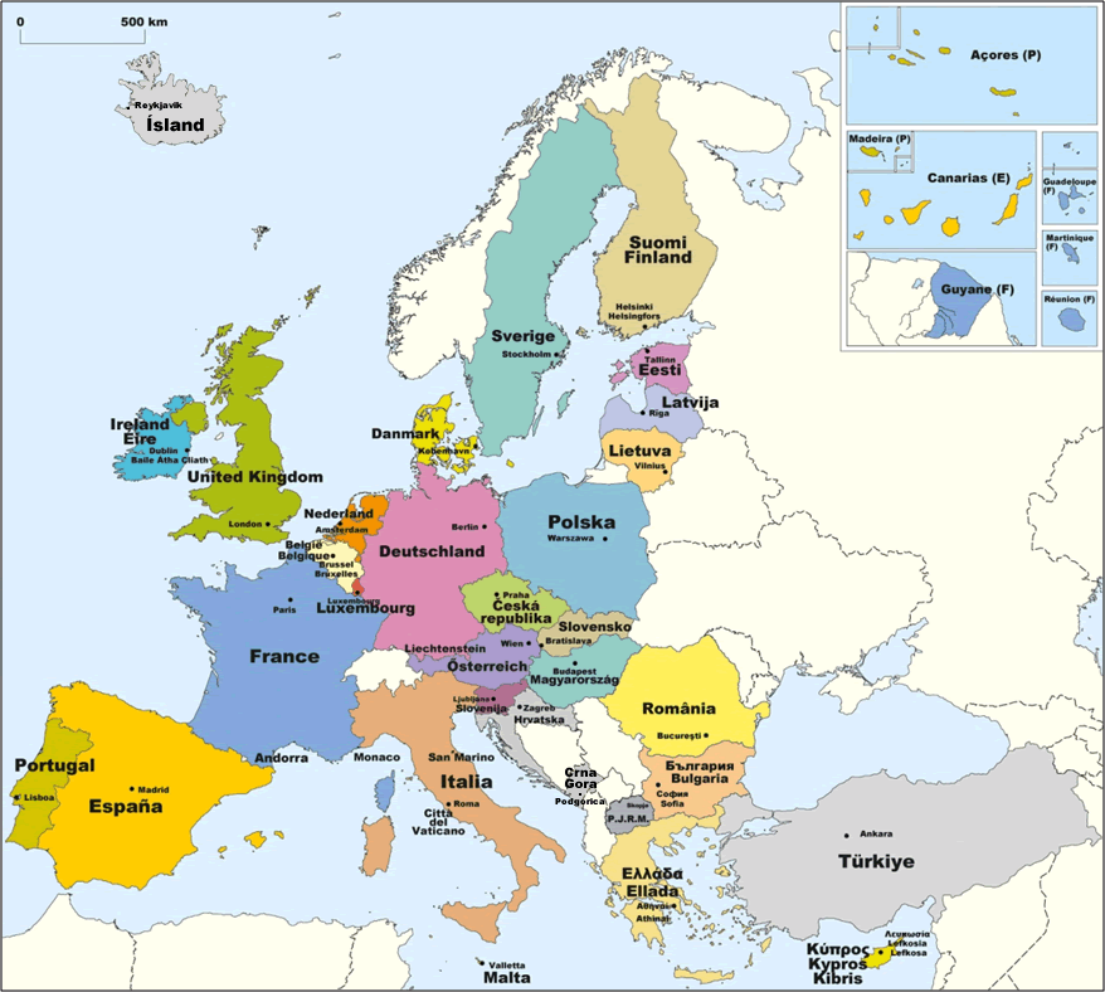 0 500 km
Açores (P)
Madeira (P)
Canarias (E)
Guadeloupe
(F)
Martinique
(F)
Guyane (F)
Réunion (F)
Reykjavík
Ísland
Suomi
Finland
Helsinki
Helsingfors
Sverige
Stockholm
Tallinn
Eesti
Latvija
Rīga
Lietuva
Vilnius
Danmark
København
Ireland
Éire
Dublin
Baile Átha Cliath
United Kingdom
London
Nederland
Amsterdam
België
Belgique
Brussel
Bruxelles
Luxembourg
Luxembourg
Berlin
Deutschland
Polska
Warszawa
Praha
Česká
republika
Slovensko
Bratislava
Wien
Liechtenstein
Österreich
Budapest
Magyarország
Paris
France
Ljubljana
Slovenija
Zagreb
Hrvatska
România
București
България
Bulgaria
София
Sofia
Crna
Gora
Podgorica
Skopje
P.J.R.M.
Andorra
Monaco
San Marino
Italia
Roma
Città
del
Vaticano
Portugal
Lisboa
Madrid
España
Ελλάδα
Ellada
Αθήναι
Athinai
Ankara
Türkiye
Valletta
Malta
Κύπρος
Kypros
Kibris
Λευκωσία
Lefkosia
Lefkosa